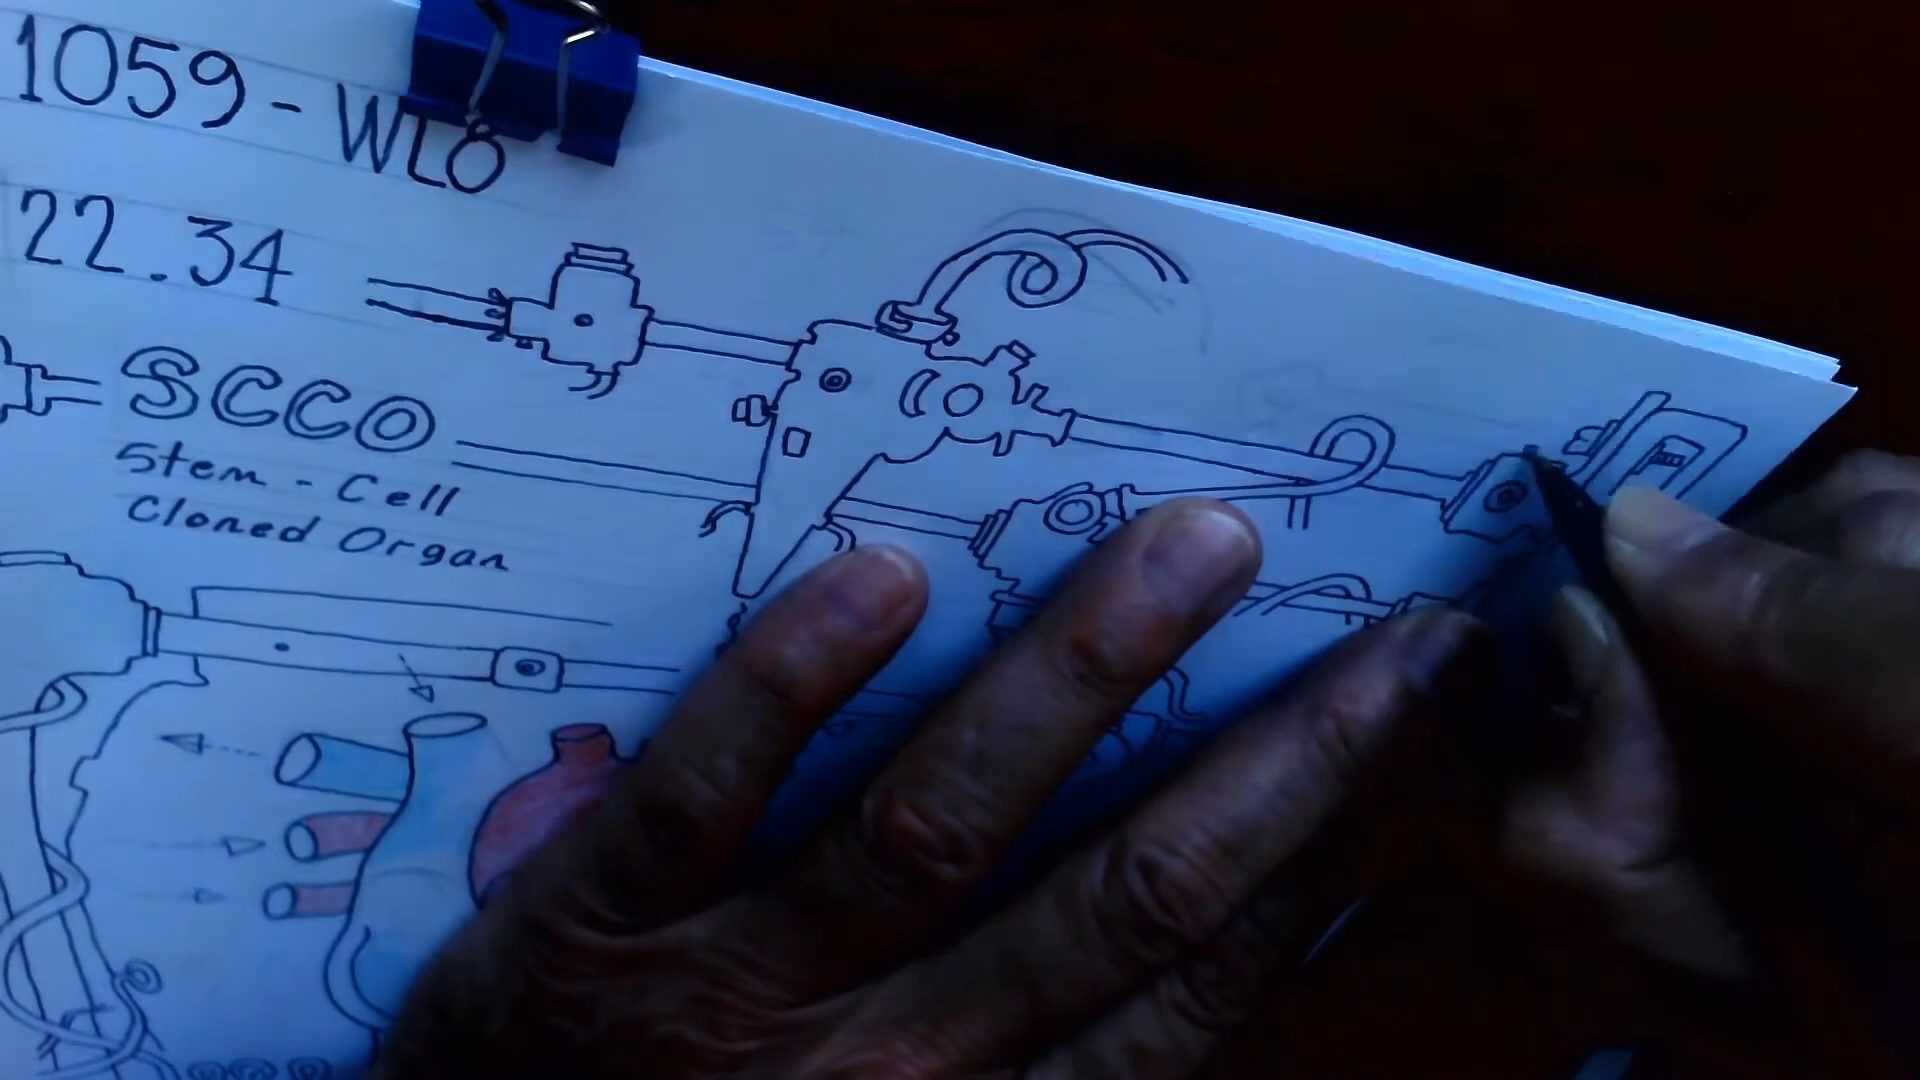 1059 - WL8
22.34
SCCO
Stem - Cell
Cloned Organ